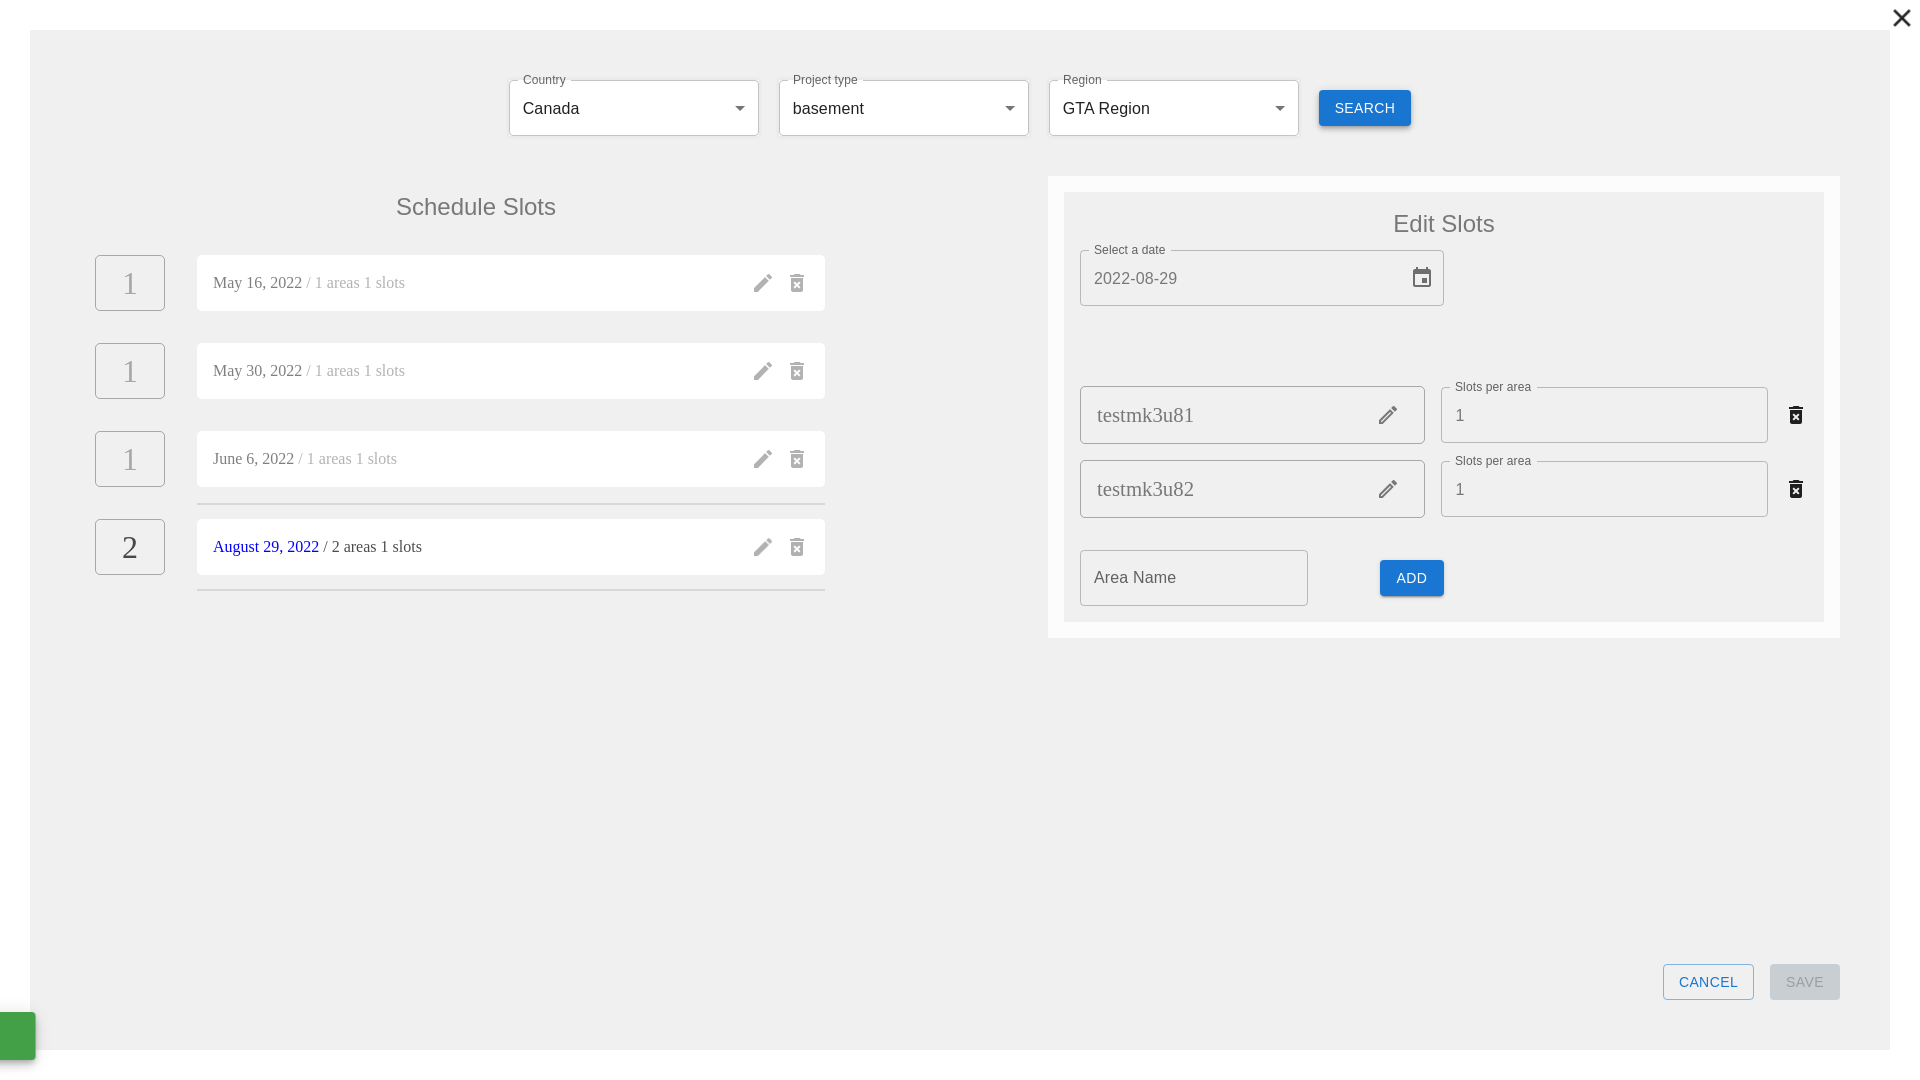 Country
Canada
Project type
basement
Region
GTA Region
SEARCH
Schedule Slots
1
May 16, 2022 / 1 areas 1 slots
1
May 30, 2022 / 1 areas 1 slots
1
June 6, 2022 / 1 areas 1 slots
2
August 29, 2022 / 2 areas 1 slots
Edit Slots
Select a date
2022-08-29
testmk3u81
Slots per area
1
testmk3u82
Slots per area
1
Area Name
ADD
CANCEL
SAVE